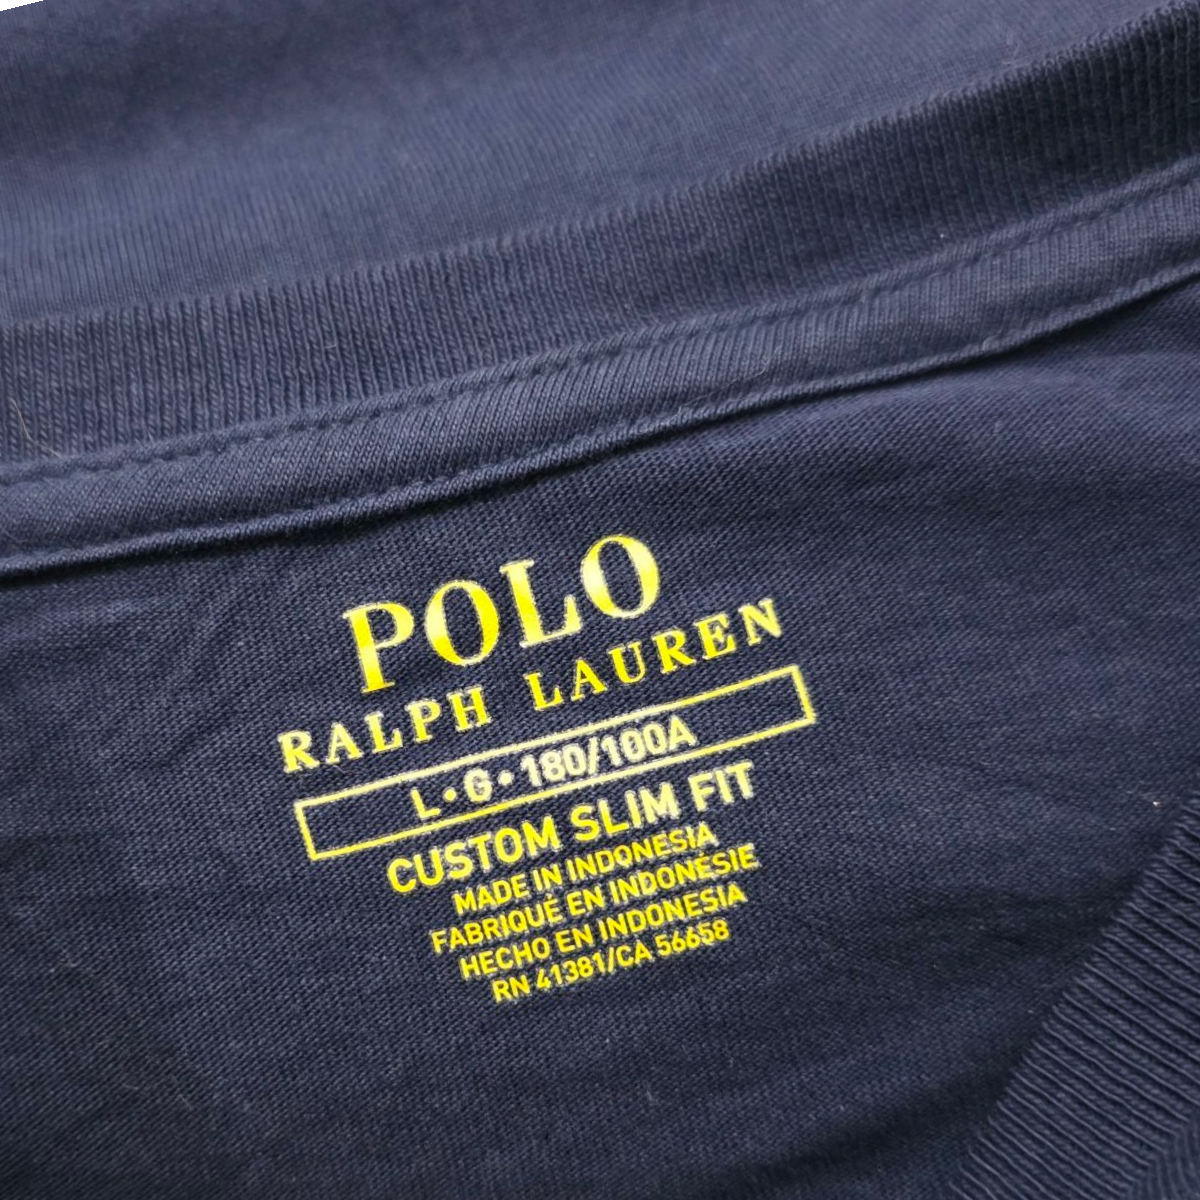 POLO
RALPH LAUREN
L•G•180/100A
CUSTOM SLIM FIT
MADE IN INDONESIA
FABRIQUÉ EN INDONÉSIE
HECHO EN INDONESIA
RN 41381/CA 56658